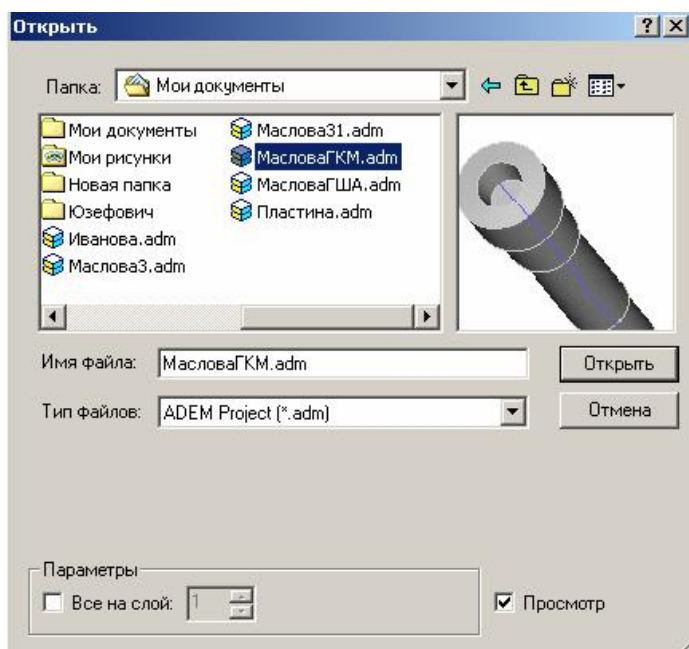 Открыть
Папка: Мои документы
Мои документы
Мои рисунки
Новая папка
Юзефович
Иванова.adm
Маслова3.adm
Маслова31.adm
МасловаГКМ.adm
МасловаГША.adm
Пластина.adm
Имя файла: МасловаГКМ.adm
Открыть
Тип файлов: ADEM Project (*.adm)
Отмена
Параметры
Все на слой: 1
Просмотр